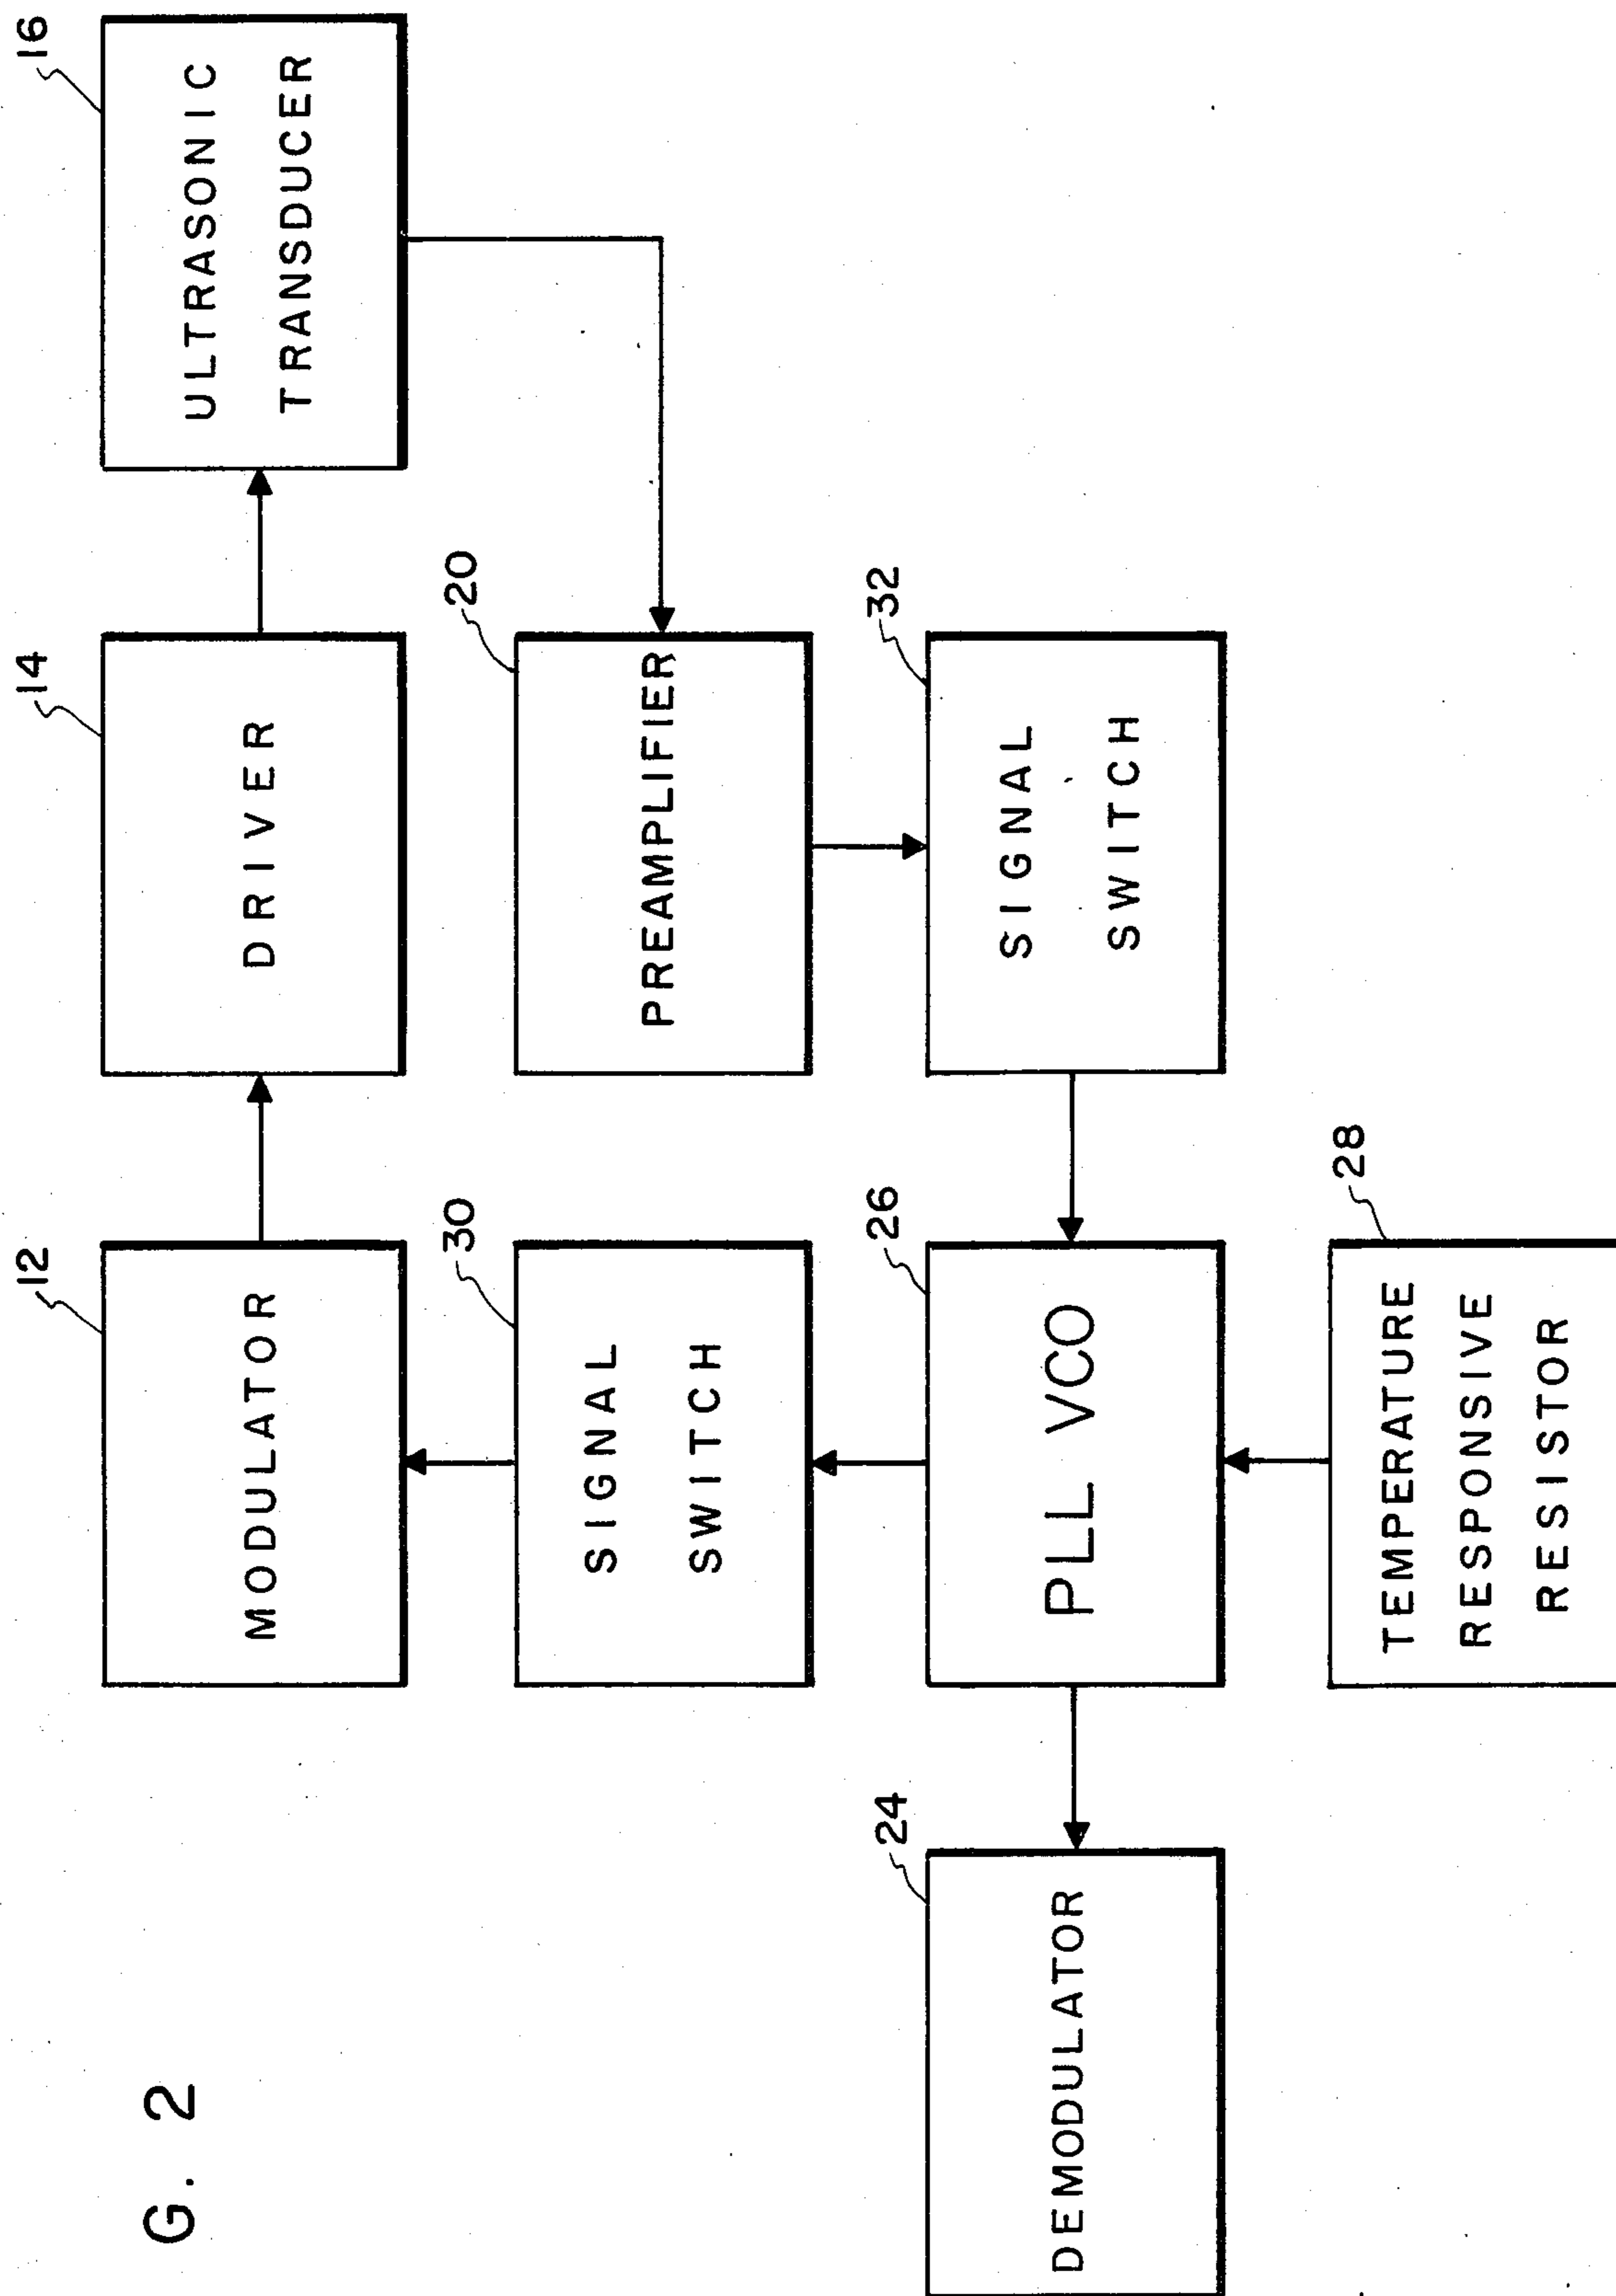 G. 2
12
MODULATOR
14
DRIVER
16
ULTRASONIC
TRANSDUCER
30
SIGNAL
SWITCH
20
PREAMPLIFIER
24
DEMODULATOR
26
PLL VCO
32
SIGNAL
SWITCH
28
TEMPERATURE
RESPONSIVE
RESISTOR